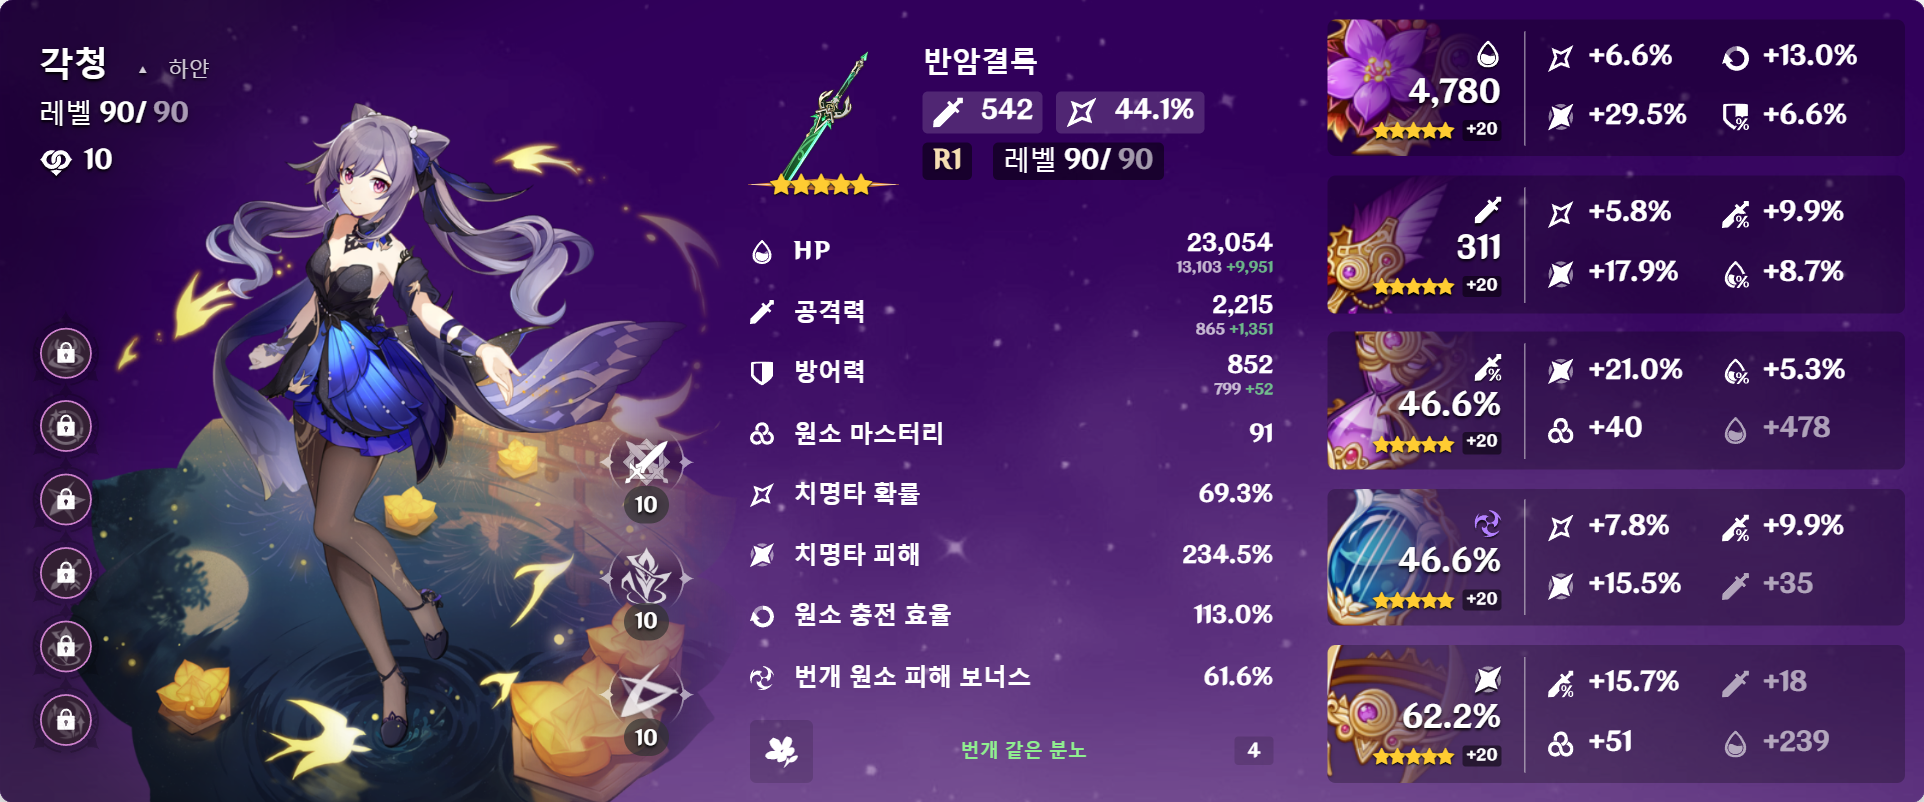 각청 ▲ 하얀
레벨 90/ 90
10
10
10
10
반암결록
542 44.1%
R1 레벨 90/ 90
HP 23,054
13,103 +9,951
공격력 2,215
865 +1,351
방어력 852
799 +52
원소 마스터리 91
치명타 확률 69.3%
치명타 피해 234.5%
원소 충전 효율 113.0%
번개 원소 피해 보너스 61.6%
번개 같은 분노 4
4,780
+20
+6.6% +13.0%
+29.5% +6.6%
311
+20
+5.8% +9.9%
+17.9% +8.7%
46.6%
+20
+21.0% +5.3%
+40 +478
46.6%
+20
+7.8% +9.9%
+15.5% +35
62.2%
+20
+15.7% +18
+51 +239